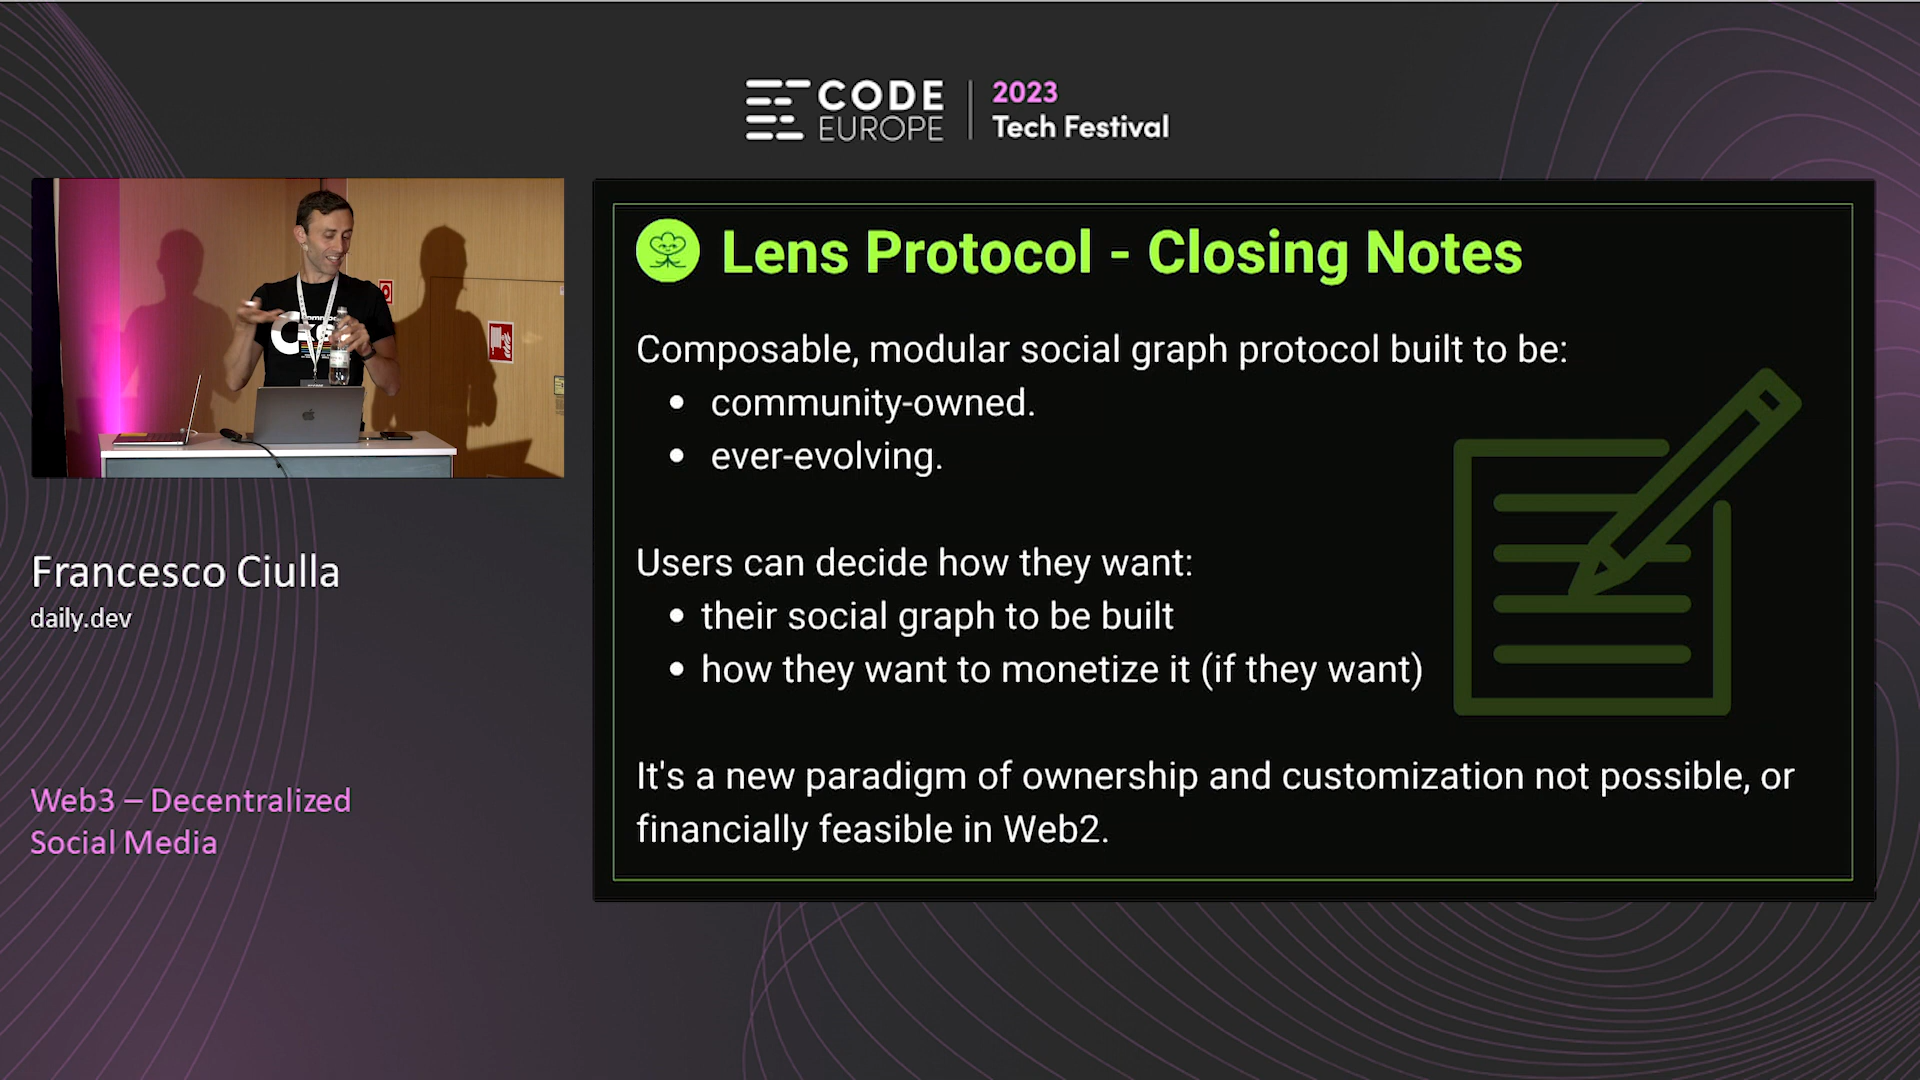 CODE
EUROPE
2023
Tech Festival
Lens Protocol - Closing Notes
Composable, modular social graph protocol built to be:
• community-owned.
• ever-evolving.
Users can decide how they want:
• their social graph to be built
• how they want to monetize it (if they want)
It's a new paradigm of ownership and customization not possible, or
financially feasible in Web2.
Francesco Ciulla
daily.dev
Web3 – Decentralized
Social Media